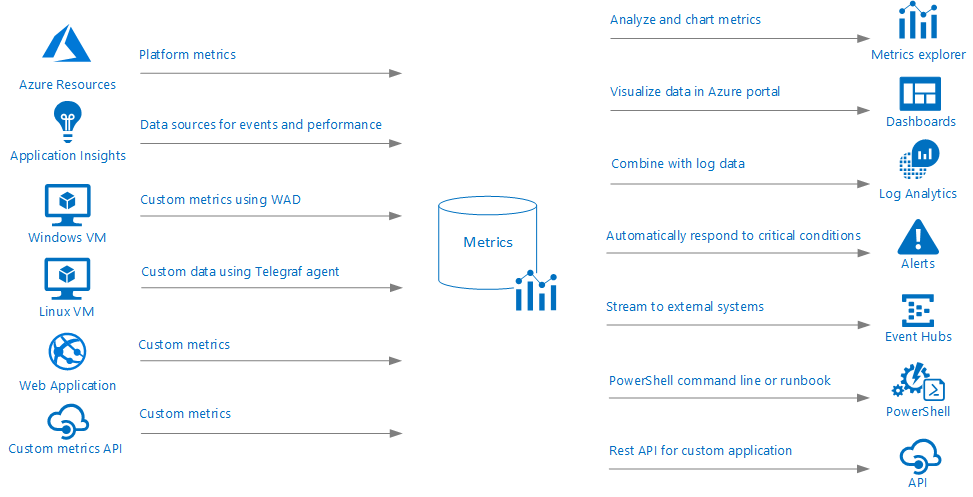 Platform metrics
Azure Resources
Data sources for events and performance
Application Insights
Custom metrics using WAD
Windows VM
Custom data using Telegraf agent
Linux VM
Custom metrics
Web Application
Custom metrics
Custom metrics API
Metrics
Analyze and chart metrics
Metrics explorer
Visualize data in Azure portal
Dashboards
Combine with log data
Log Analytics
Automatically respond to critical conditions
Alerts
Stream to external systems
Event Hubs
PowerShell command line or runbook
PowerShell
Rest API for custom application
API